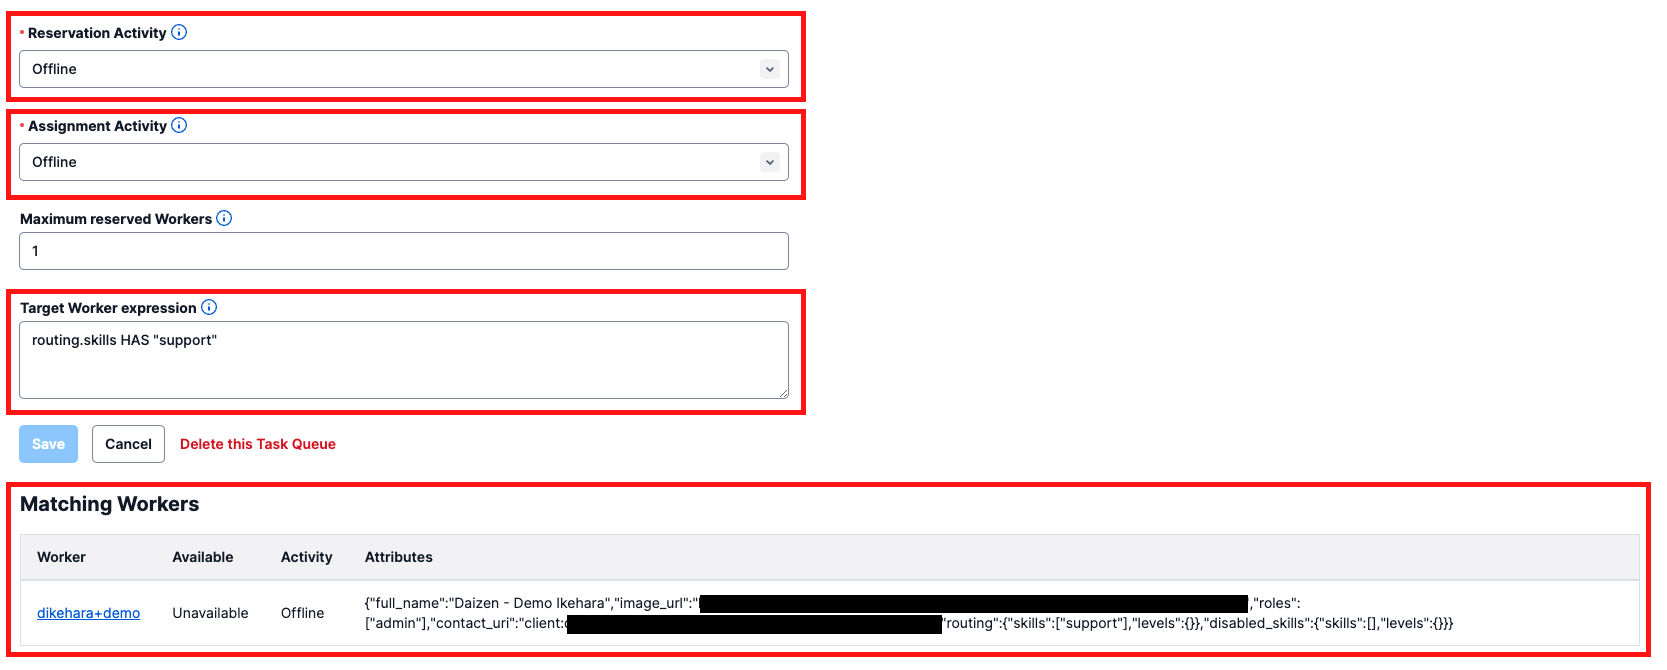 * Reservation Activity
Offline
* Assignment Activity
Offline
Maximum reserved Workers
1
Target Worker expression
routing.skills HAS "support"
Save Cancel Delete this Task Queue
Matching Workers
Worker Available Activity Attributes
dikehara+demo Unavailable Offline {"full_name":"Daizen - Demo Ikehara","image_url":" ,"roles":
["admin"],"contact_uri":"client: "routing":{"skills":["support"],"levels":{}},"disabled_skills":{"skills":[],"levels":{}}}